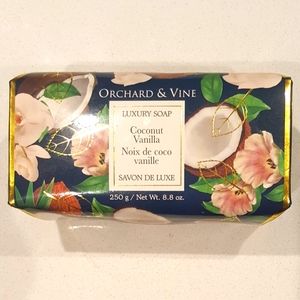 ORCHARD & VINE
LUXURY SOAP
Coconut
Vanilla
Noix de coco
vanille
SAVON DE LUXE
250 g / Net Wt. 8.8 oz.